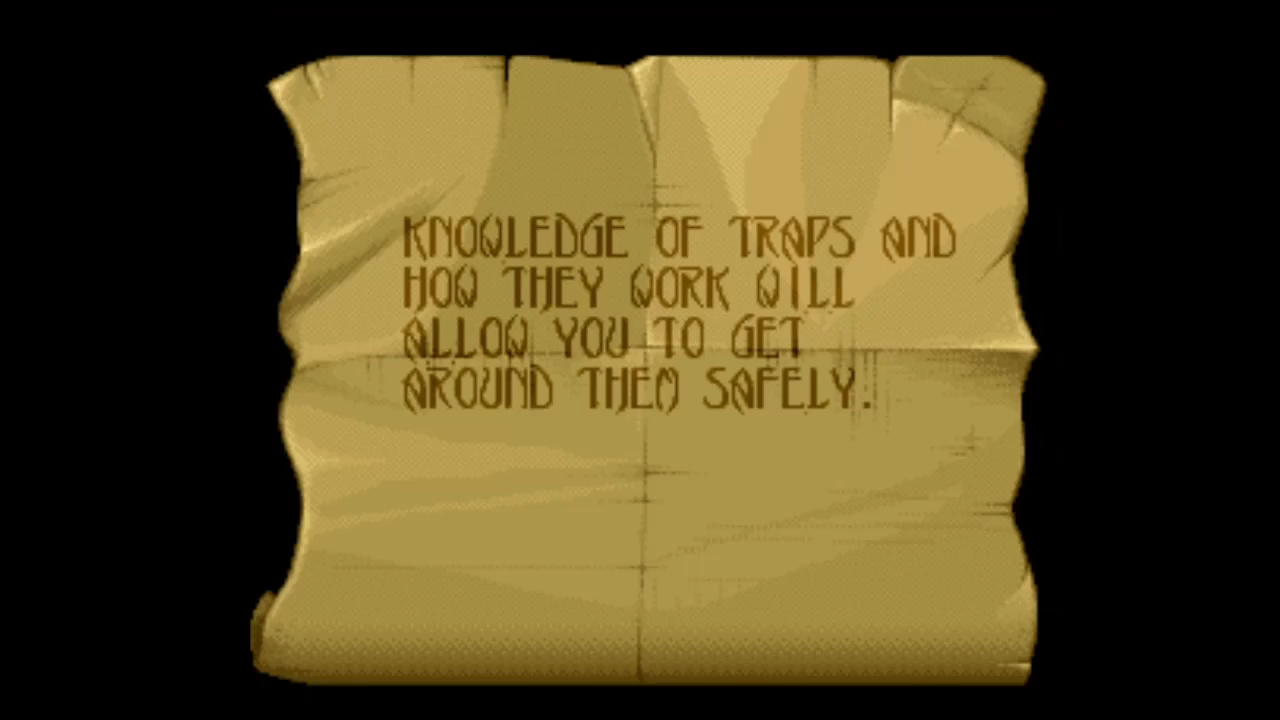 KNOWLEDGE OF TRAPS AND
HOW THEY WORK WILL
ALLOW YOU TO GET
AROUND THEM SAFELY.